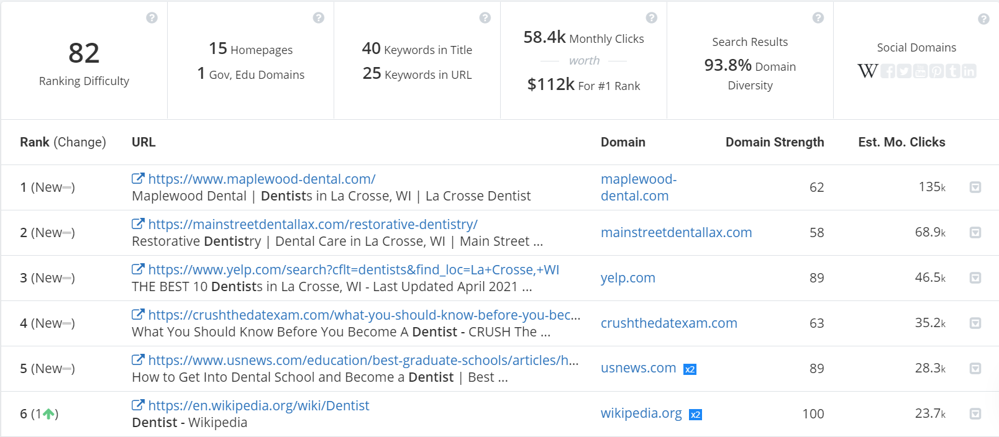 82
Ranking Difficulty
15 Homepages
1 Gov, Edu Domains
40 Keywords in Title
25 Keywords in URL
58.4k Monthly Clicks
worth
$112k For #1 Rank
Search Results
93.8% Domain
Diversity
Social Domains
W
Rank (Change) URL Domain Domain Strength Est. Mo. Clicks
1 (New–) https://www.maplewood-dental.com/ maplewood- 62 135k
Maplewood Dental | Dentists in La Crosse, WI | La Crosse Dentist dental.com
2 (New–) https://mainstreetdentallax.com/restorative-dentistry/ mainstreetdentallax.com 58 68.9k
Restorative Dentistry | Dental Care in La Crosse, WI | Main Street ...
3 (New–) https://www.yelp.com/search?cflt=dentists&find_loc=La+Crosse,+WI yelp.com 89 46.5k
THE BEST 10 Dentists in La Crosse, WI - Last Updated April 2021 ...
4 (New–) https://crushthedatexam.com/what-you-should-know-before-you-bec... crushthedatexam.com 63 35.2k
What You Should Know Before You Become A Dentist - CRUSH The ...
5 (New–) https://www.usnews.com/education/best-graduate-schools/articles/h... usnews.com x2 89 28.3k
How to Get Into Dental School and Become a Dentist | Best ...
6 (1↑) https://en.wikipedia.org/wiki/Dentist wikipedia.org x2 100 23.7k
Dentist - Wikipedia